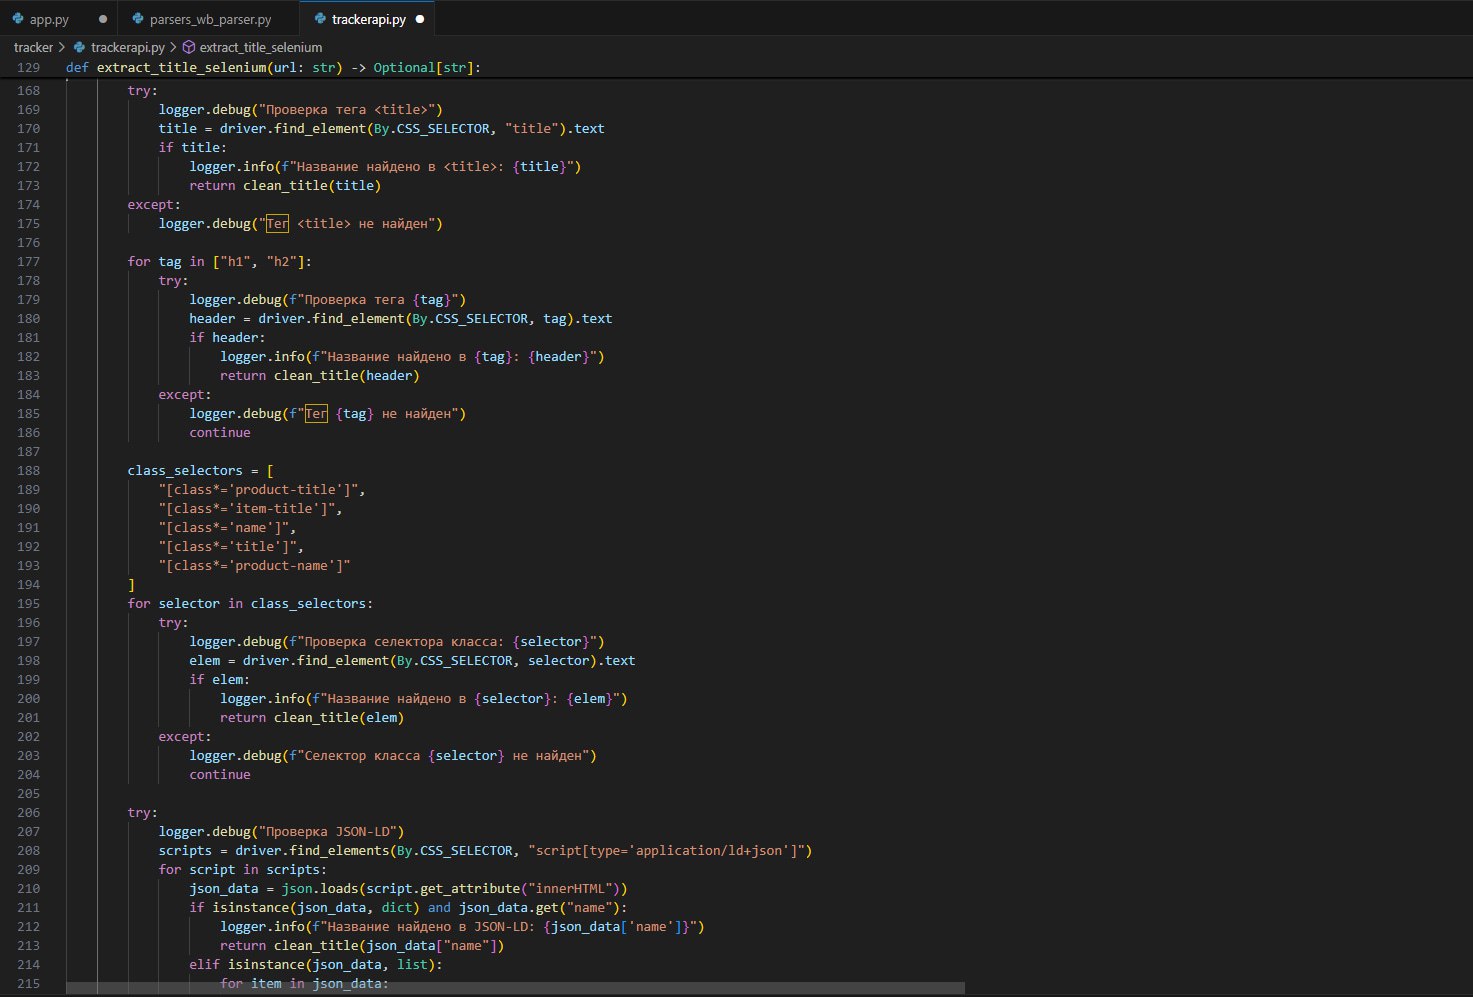 app.py
parsers_wb_parser.py
trackerapi.py
tracker > trackerapi.py > extract_title_selenium
129 def extract_title_selenium(url: str) -> Optional[str]:
168 try:
169 logger.debug("Проверка тега <title>")
170 title = driver.find_element(By.CSS_SELECTOR, "title").text
171 if title:
172 logger.info(f"Название найдено в <title>: {title}")
173 return clean_title(title)
174 except:
175 logger.debug("Тег <title> не найден")
176
177 for tag in ["h1", "h2"]:
178 try:
179 logger.debug(f"Проверка тега {tag}")
180 header = driver.find_element(By.CSS_SELECTOR, tag).text
181 if header:
182 logger.info(f"Название найдено в {tag}: {header}")
183 return clean_title(header)
184 except:
185 logger.debug(f"Тег {tag} не найден")
186 continue
187
188 class_selectors = [
189 "[class*='product-title']",
190 "[class*='item-title']",
191 "[class*='name']",
192 "[class*='title']",
193 "[class*='product-name']"
194 ]
195 for selector in class_selectors:
196 try:
197 logger.debug(f"Проверка селектора класса: {selector}")
198 elem = driver.find_element(By.CSS_SELECTOR, selector).text
199 if elem:
200 logger.info(f"Название найдено в {selector}: {elem}")
201 return clean_title(elem)
202 except:
203 logger.debug(f"Селектор класса {selector} не найден")
204 continue
205
206 try:
207 logger.debug("Проверка JSON-LD")
208 scripts = driver.find_elements(By.CSS_SELECTOR, "script[type='application/ld+json']")
209 for script in scripts:
210 json_data = json.loads(script.get_attribute("innerHTML"))
211 if isinstance(json_data, dict) and json_data.get("name"):
212 logger.info(f"Название найдено в JSON-LD: {json_data['name']}")
213 return clean_title(json_data["name"])
214 elif isinstance(json_data, list):
215 for item in json_data: